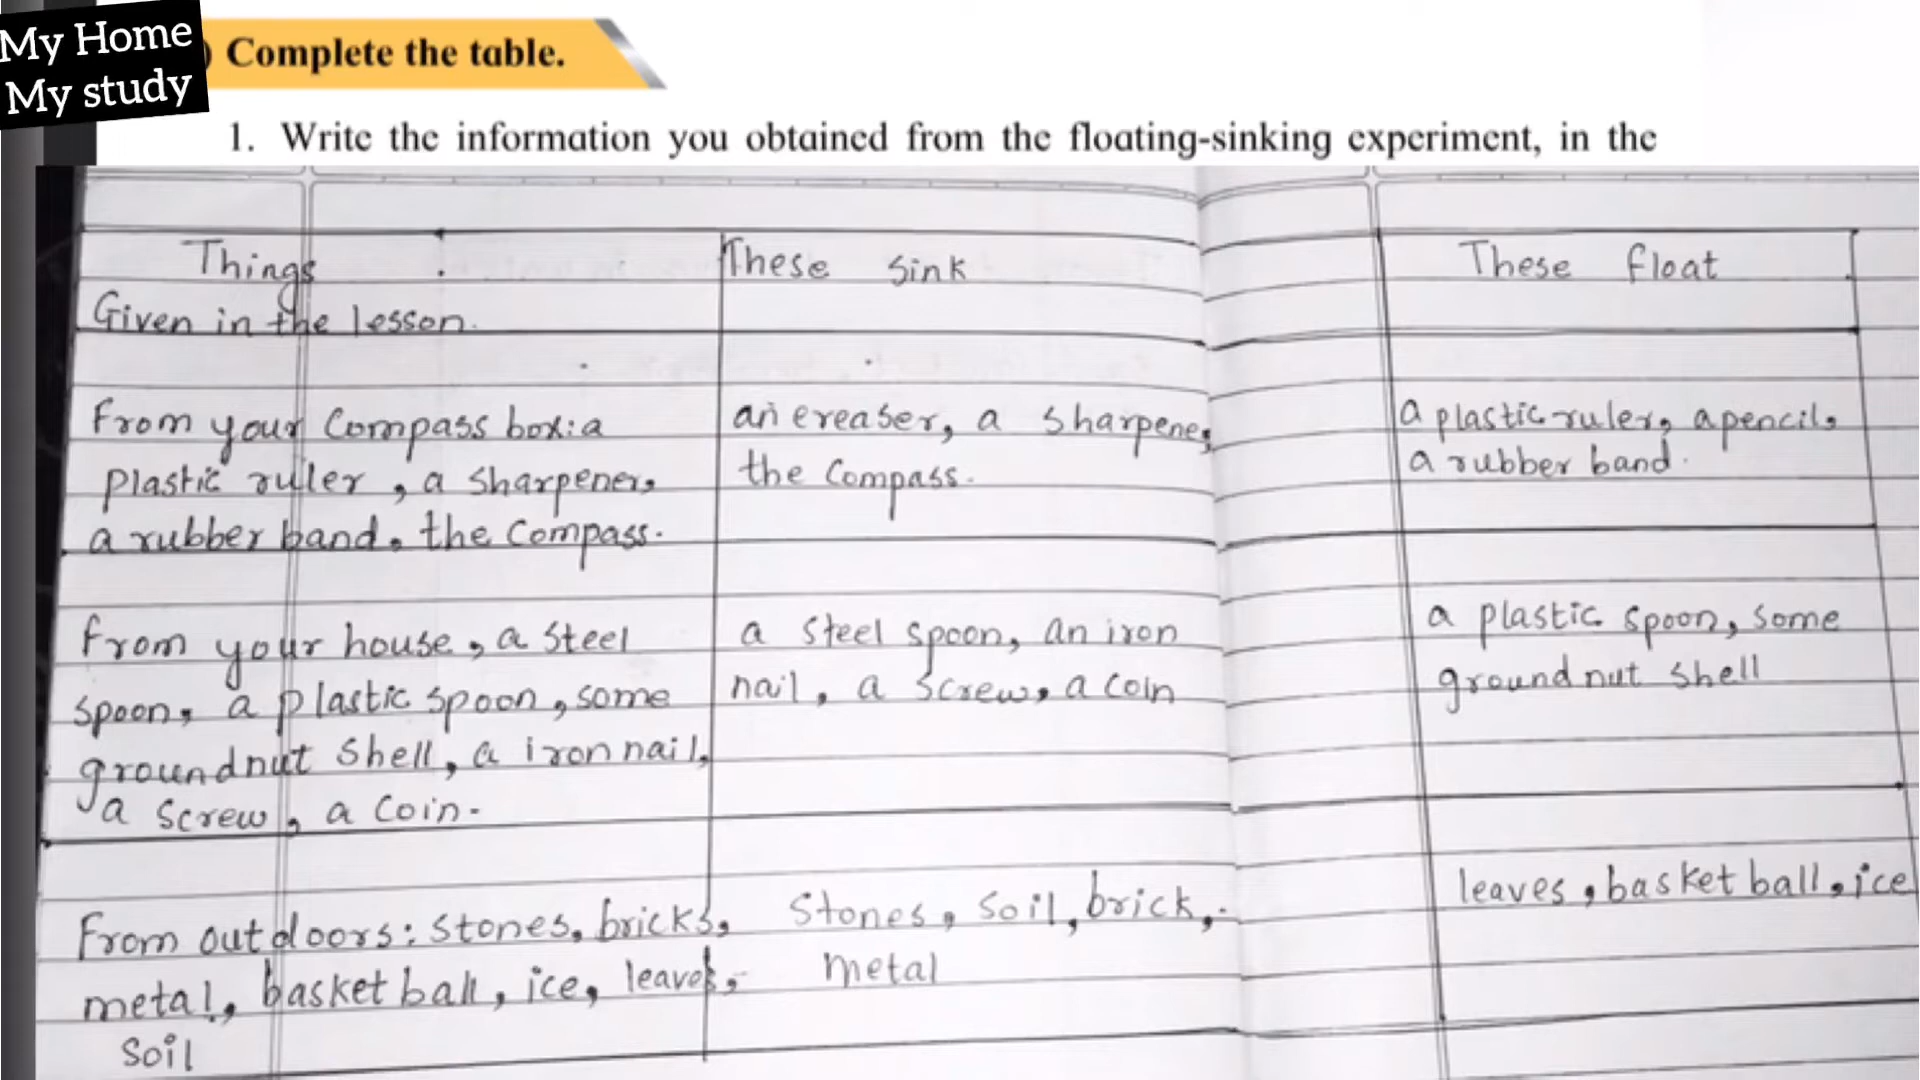 My Home
My study
) Complete the table.
1. Write the information you obtained from the floating-sinking experiment, in the
Things
Given in the lesson.
These sink
These float
From your Compass box: a
plastic ruler, a sharpener,
a rubber band, the compass.
an ereaser, a sharpener,
the compass.
a plastic ruler, a pencil,
a rubber band.
from your house, a steel
spoon, a plastic spoon, some
groundnut shell, a iron nail,
a screw, a coin.
a steel spoon, an iron
nail, a screw, a coin
a plastic spoon, some
groundnut shell
From outdoors: stones, bricks,
metal, basket ball, ice, leaves,
soil
Stones, soil, brick,
metal
leaves, basket ball, ice